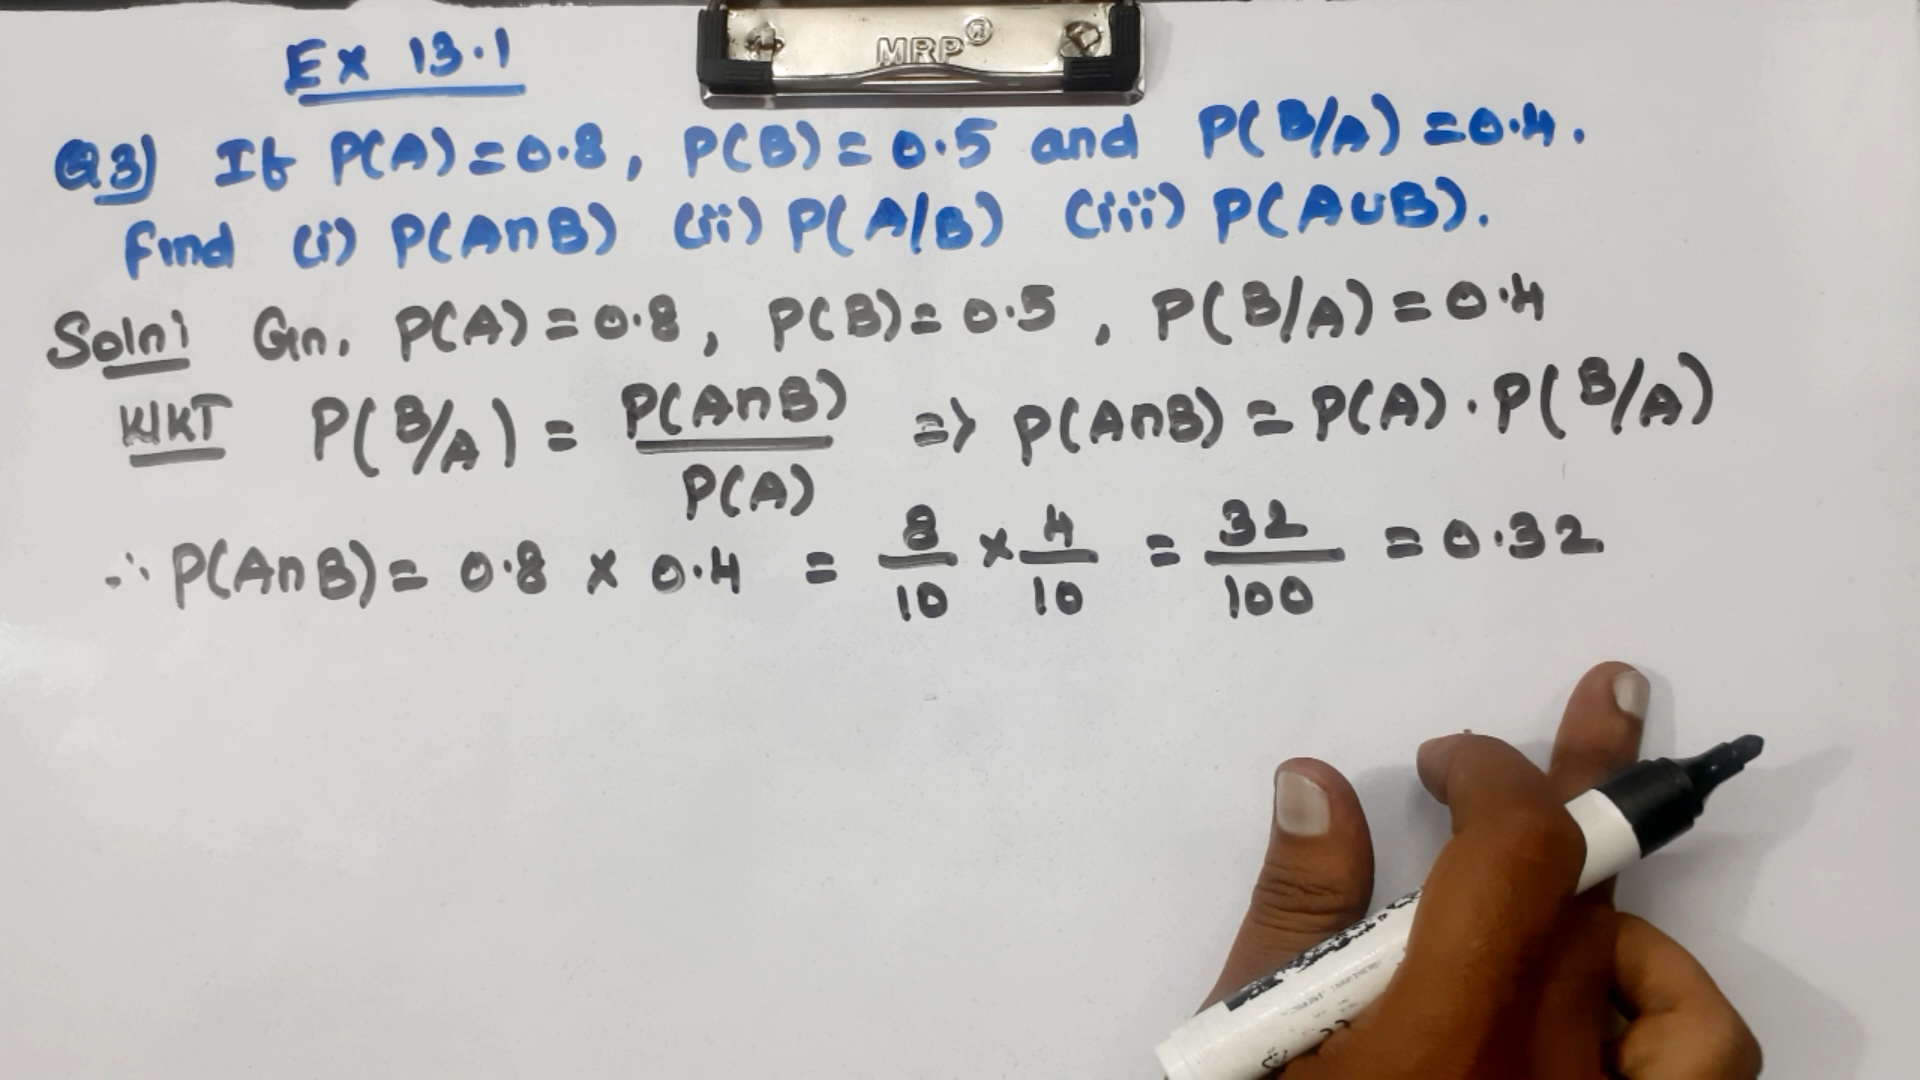 MRP®
Ex 13.1
Q3) If P(A)=0.8, P(B)=0.5 and P(B/A)=0.4.
Find (i) P(A∩B) (ii) P(A/B) (iii) P(A∪B).
Soln: Gn. P(A)=0.8, P(B)=0.5, P(B/A)=0.4
WKT P(B/A) = P(A∩B)/P(A) => P(A∩B) = P(A)·P(B/A)
∴ P(A∩B) = 0.8 × 0.4 = 8/10 × 4/10 = 32/100 = 0.32